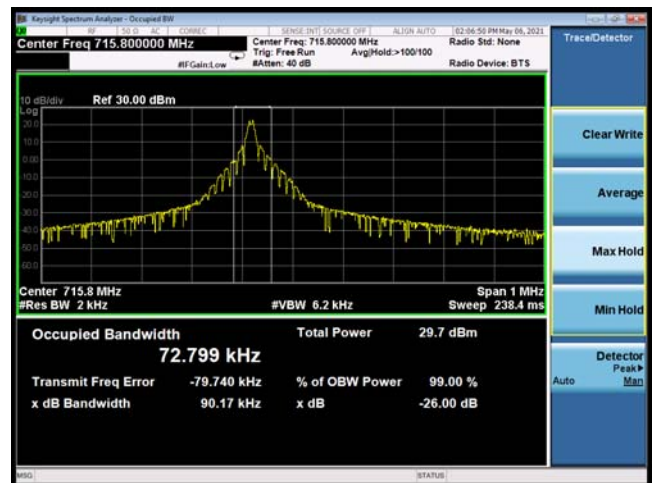 Keysight Spectrum Analyzer - Occupied BW
RF 50 Ω AC CORREC SENSE:INT SOURCE OFF ALIGN AUTO 02:06:50 PM May 06, 2021
Center Freq 715.800000 MHz
Center Freq: 715.800000 MHz
Radio Std: None
Trig: Free Run Avg|Hold:>100/100
#IFGain:Low #Atten: 40 dB
Radio Device: BTS
Trace/Detector
10 dB/div Ref 30.00 dBm
Log
20.0
10.0
0.00
10.0
20.0
30.0
40.0
50.0
60.0
Center 715.8 MHz Span 1 MHz
#Res BW 2 kHz #VBW 6.2 kHz Sweep 238.4 ms
Occupied Bandwidth Total Power 29.7 dBm
72.799 kHz
Transmit Freq Error -79.740 kHz % of OBW Power 99.00 %
x dB Bandwidth 90.17 kHz x dB -26.00 dB
Clear Write
Average
Max Hold
Min Hold
Detector
Peak▶
Auto Man
MSG STATUS